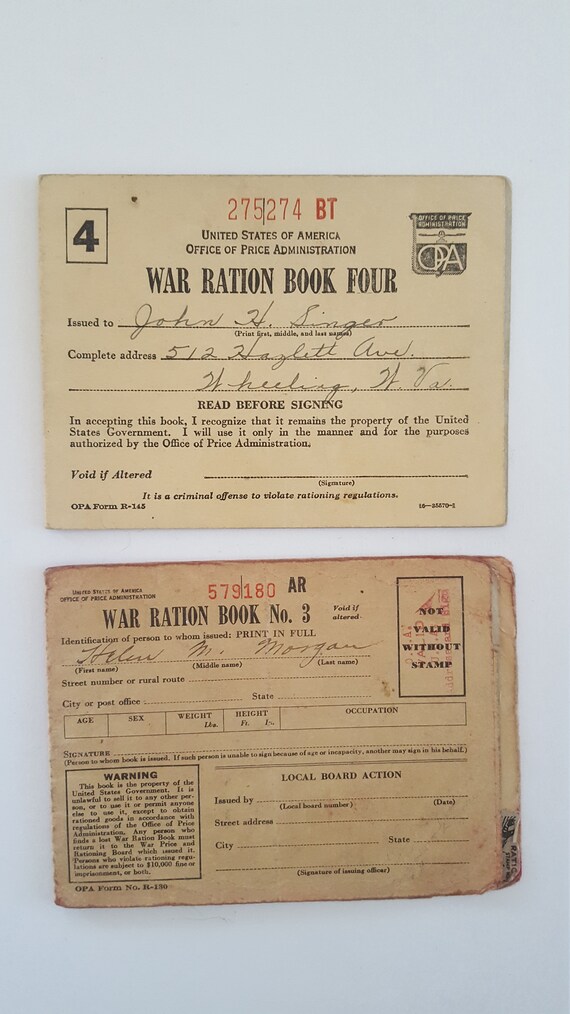 275274 BT
4
OFFICE OF PRICE
ADMINISTRATION
OPA
UNITED STATES OF AMERICA
OFFICE OF PRICE ADMINISTRATION
WAR RATION BOOK FOUR
Issued to John H. Singer
(Print first, middle, and last names)
Complete address 512 Hazlett Ave.
Wheeling, W. Va.
READ BEFORE SIGNING
In accepting this book, I recognize that it remains the property of the United
States Government. I will use it only in the manner and for the purposes
authorized by the Office of Price Administration.
Void if Altered
(Signature)
It is a criminal offense to violate rationing regulations.
OPA Form R-145
16—35570-1
UNITED STATES OF AMERICA
OFFICE OF PRICE ADMINISTRATION
579180 AR
WAR RATION BOOK No. 3
Void if
altered
Identification of person to whom issued: PRINT IN FULL
Helen M. Morgan
(First name) (Middle name) (Last name)
Street number or rural route
City or post office State
NOT
VALID
WITHOUT
STAMP
AGE SEX WEIGHT HEIGHT OCCUPATION
Lbs. Ft. In.
SIGNATURE
(Person to whom book is issued. If such person is unable to sign because of age or incapacity, another may sign in his behalf.)
WARNING
This book is the property of the
United States Government. It is
unlawful to sell it to any other per-
son, or to use it or permit anyone
else to use it, except to obtain
rationed goods in accordance with
regulations of the Office of Price
Administration. Any person who
finds a lost War Ration Book must
return it to the War Price and
Rationing Board which issued it.
Persons who violate rationing regu-
lations are subject to $10,000 fine or
imprisonment, or both.
LOCAL BOARD ACTION
Issued by
(Local board number) (Date)
Street address
City State
(Signature of issuing officer)
OPA Form No. R-130